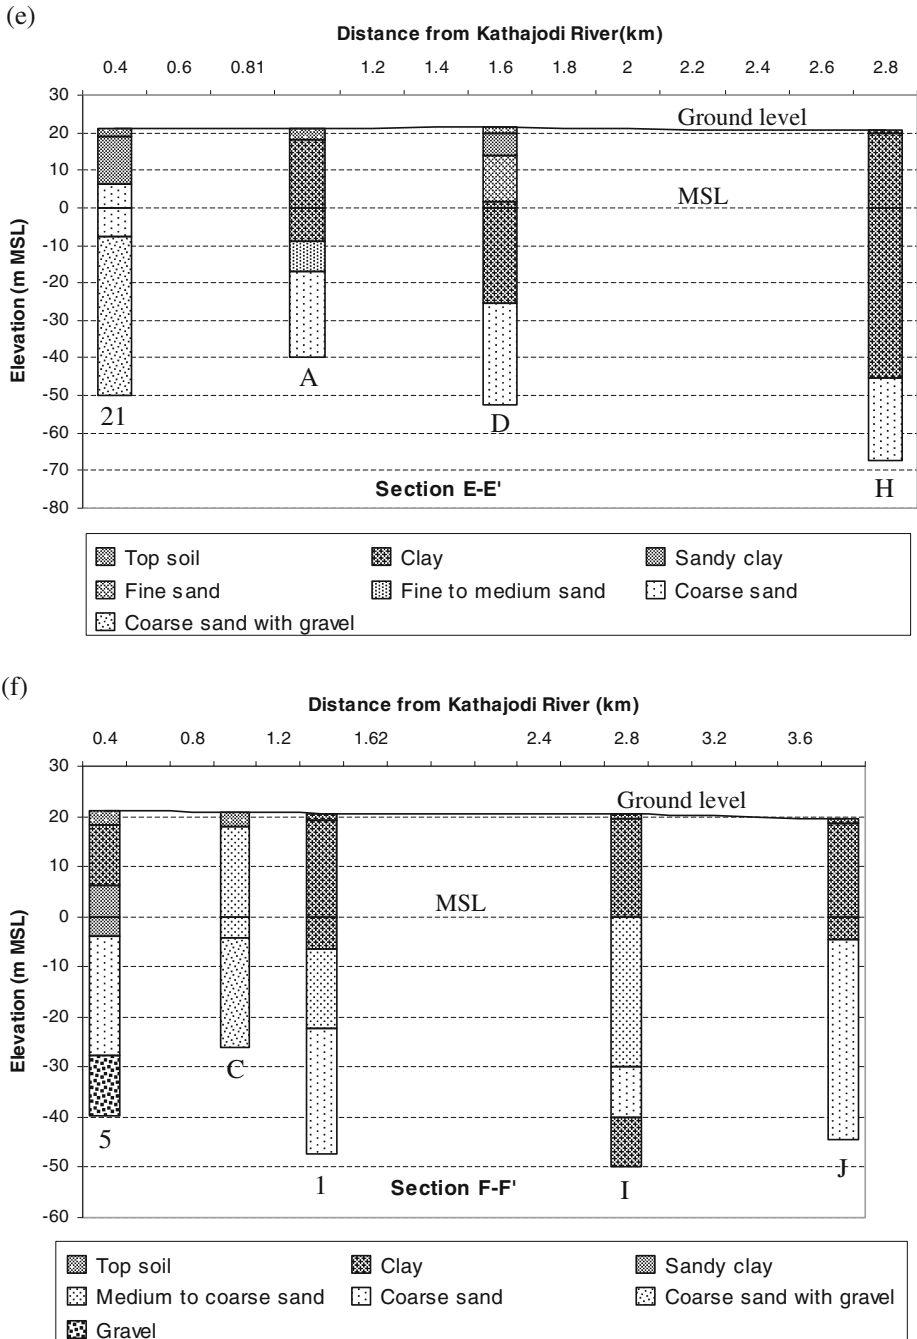 (e)
Distance from Kathajodi River(km)
0.4 0.6 0.81 1.2 1.4 1.6 1.8 2 2.2 2.4 2.6 2.8
Elevation (m MSL)
30
20
10
0
-10
-20
-30
-40
-50
-60
-70
-80
Ground level
MSL
21
A
D
H
Section E-E'
Top soil Clay Sandy clay
Fine sand Fine to medium sand Coarse sand
Coarse sand with gravel
(f)
Distance from Kathajodi River (km)
0.4 0.8 1.2 1.62 2.4 2.8 3.2 3.6
Elevation (m MSL)
30
20
10
0
-10
-20
-30
-40
-50
-60
Ground level
MSL
5
C
1
I
J
Section F-F'
Top soil Clay Sandy clay
Medium to coarse sand Coarse sand Coarse sand with gravel
Gravel